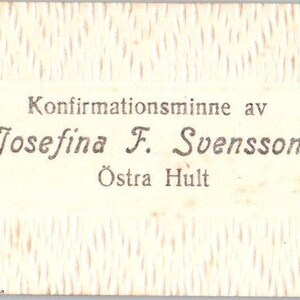 Konfirmationsminne av
Josefina F. Svensson
Östra Hult